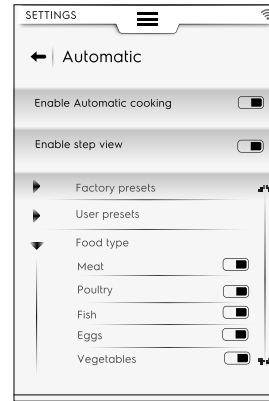 SETTINGS
Automatic
Enable Automatic cooking
Enable step view
Factory presets
User presets
Food type
Meat
Poultry
Fish
Eggs
Vegetables